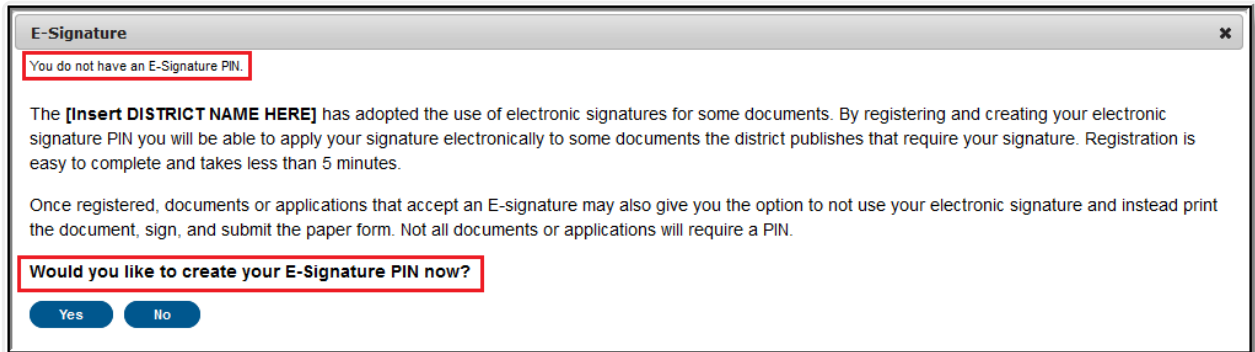 E-Signature
You do not have an E-Signature PIN.
The [Insert DISTRICT NAME HERE] has adopted the use of electronic signatures for some documents. By registering and creating your electronic
signature PIN you will be able to apply your signature electronically to some documents the district publishes that require your signature. Registration is
easy to complete and takes less than 5 minutes.
Once registered, documents or applications that accept an E-signature may also give you the option to not use your electronic signature and instead print
the document, sign, and submit the paper form. Not all documents or applications will require a PIN.
Would you like to create your E-Signature PIN now?
Yes No